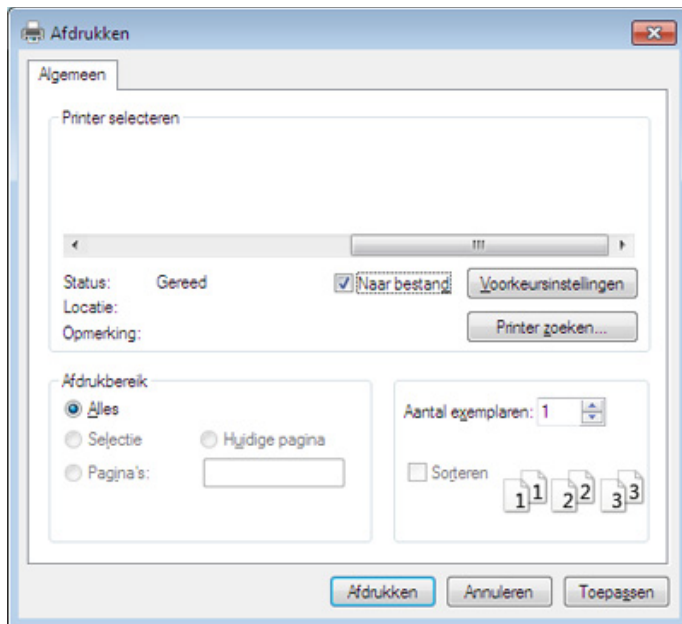 Afdrukken
Algemeen
Printer selecteren
Status: Gereed
Naar bestand
Voorkeursinstellingen
Locatie:
Opmerking:
Printer zoeken...
Afdrukbereik
Alles
Selectie
Huidige pagina
Pagina's:
Aantal exemplaren: 1
Sorteren
1 1 2 2 3 3
Afdrukken
Annuleren
Toepassen